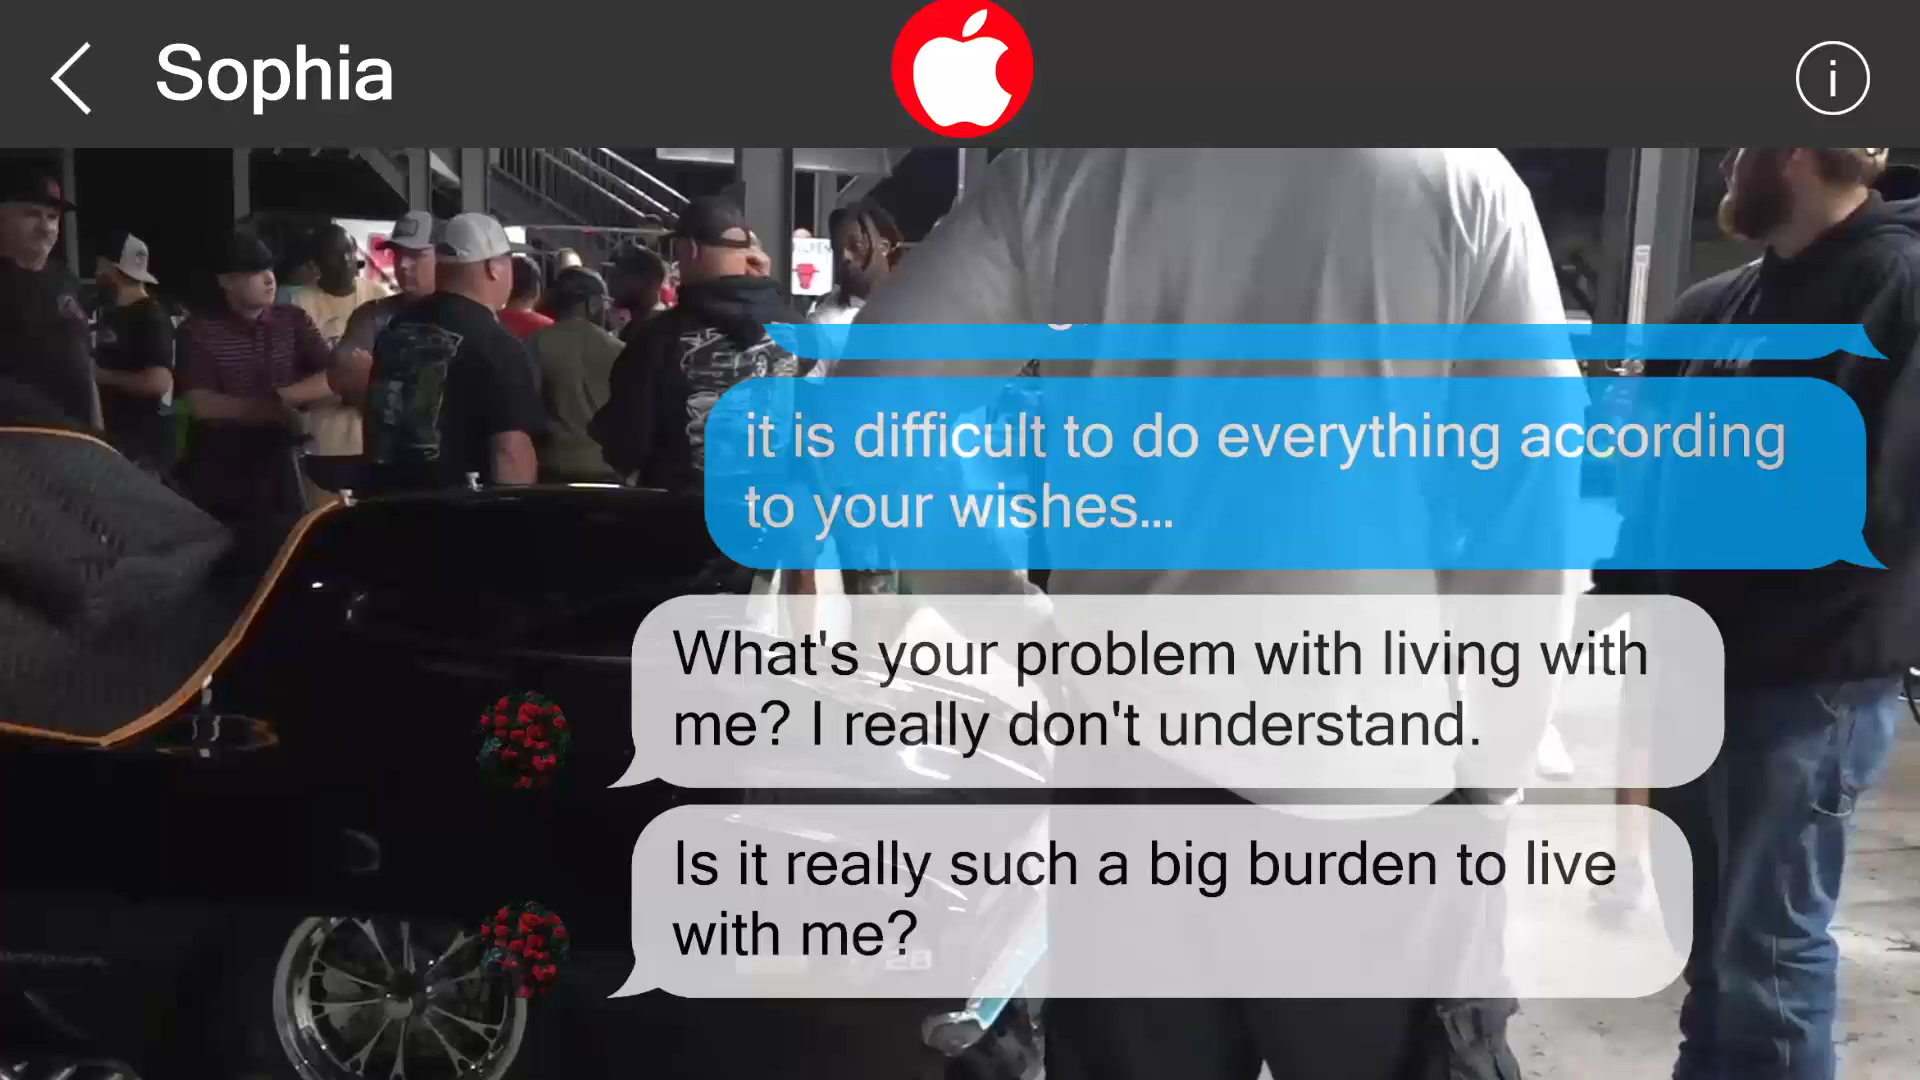 Sophia
it is difficult to do everything according
to your wishes...
What's your problem with living with
me? I really don't understand.
Is it really such a big burden to live
with me?
28